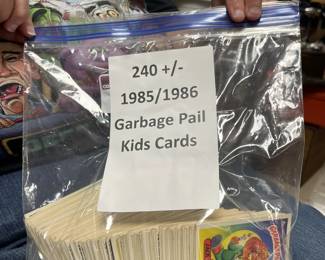 240 +/-
1985/1986
Garbage Pail
Kids Cards